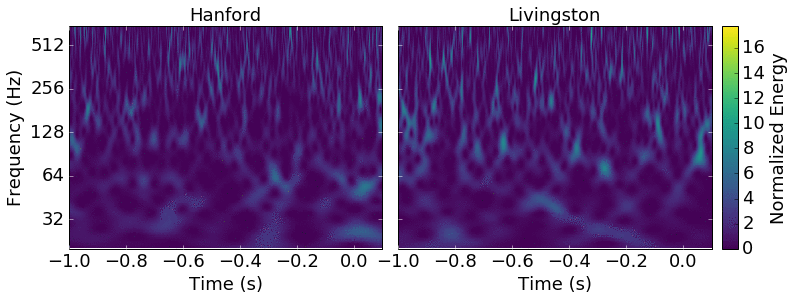 Hanford
Livingston
Frequency (Hz)
512
256
128
64
32
−1.0 −0.8 −0.6 −0.4 −0.2 0.0
Time (s)
−1.0 −0.8 −0.6 −0.4 −0.2 0.0
Time (s)
16
14
12
10
8
6
4
2
0
Normalized Energy